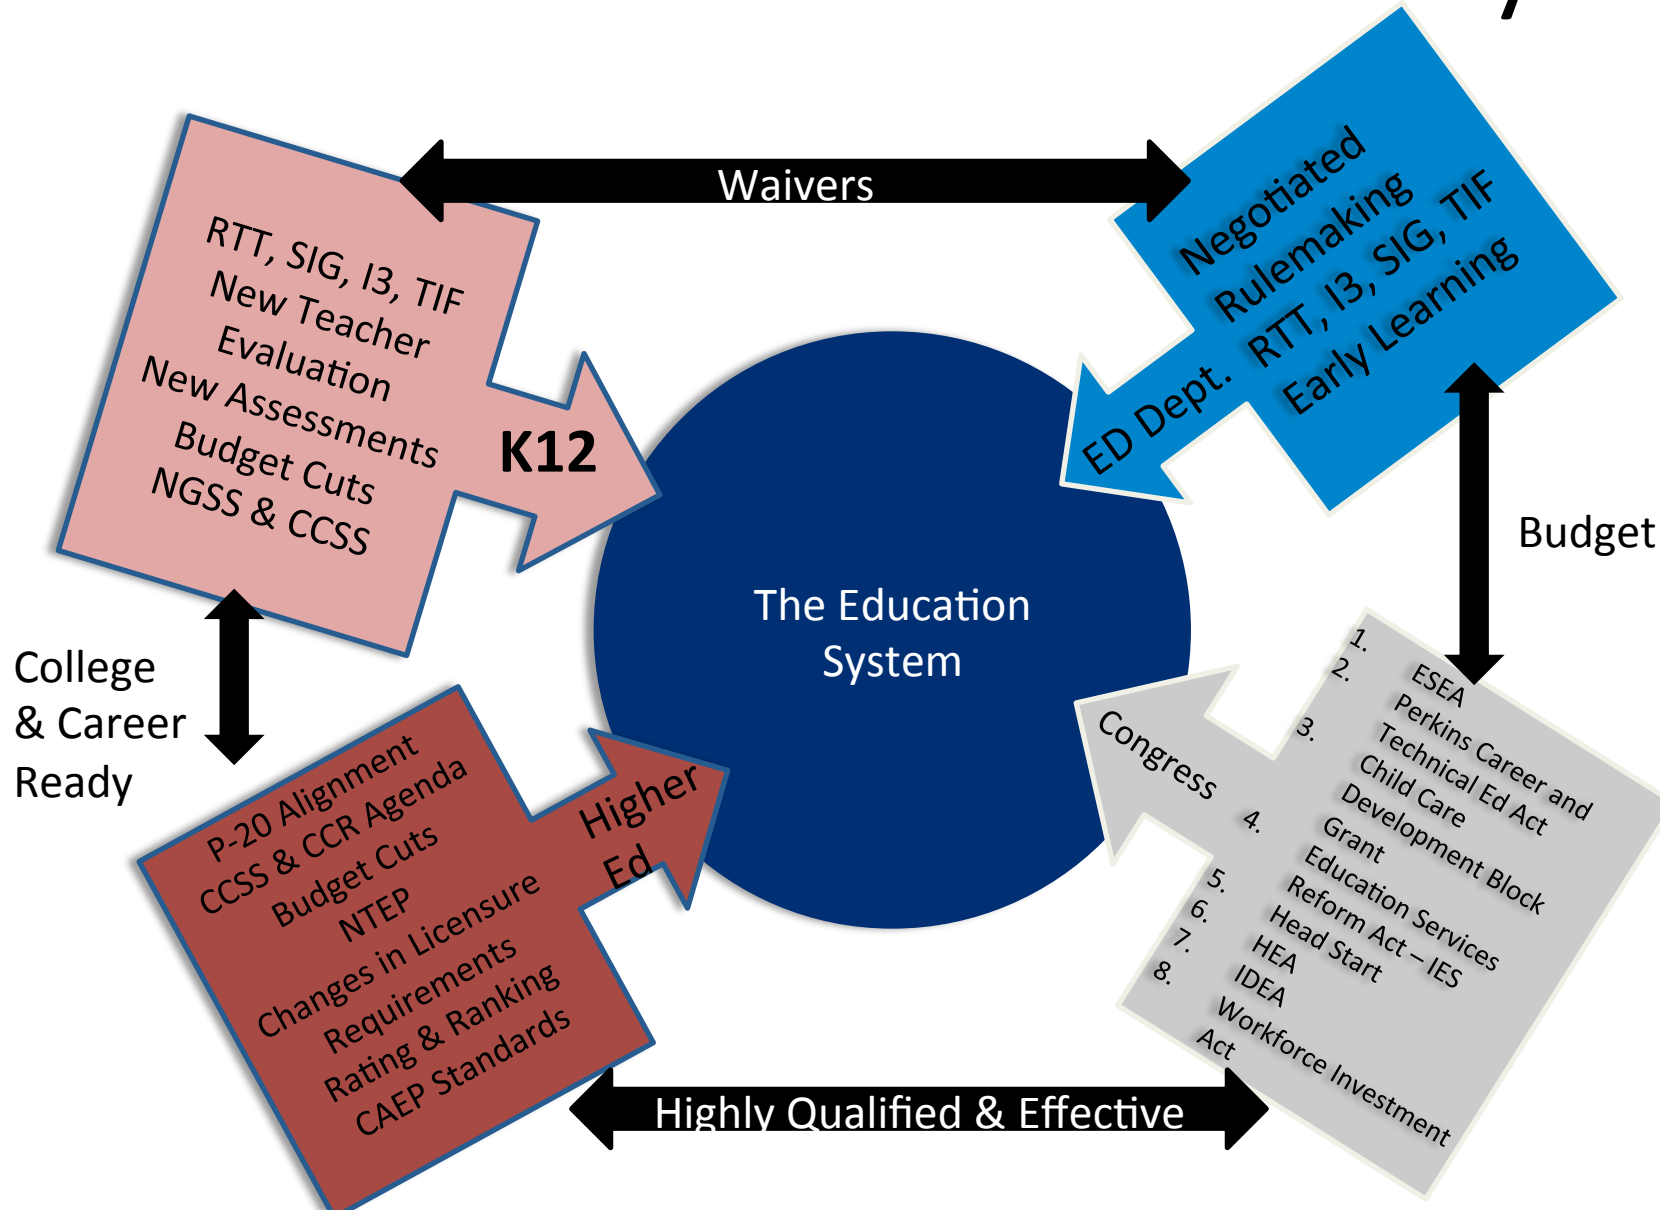 Waivers
RTT, SIG, I3, TIF
New Teacher
Evaluation
New Assessments
Budget Cuts
NGSS & CCSS
K12
Negotiated
Rulemaking
RTT, I3, SIG, TIF
Early Learning
ED Dept.
Budget
The Education
System
College
& Career
Ready
P-20 Alignment
CCSS & CCR Agenda
Budget Cuts
NTEP
Changes in Licensure
Requirements
Rating & Ranking
CAEP Standards
Higher
Ed
Congress
1. ESEA
2. Perkins Career and
Technical Ed Act
3. Child Care
Development Block
Grant
4. Education Services
Reform Act – IES
5. Head Start
6. HEA
7. IDEA
8. Workforce Investment
Act
Highly Qualified & Effective